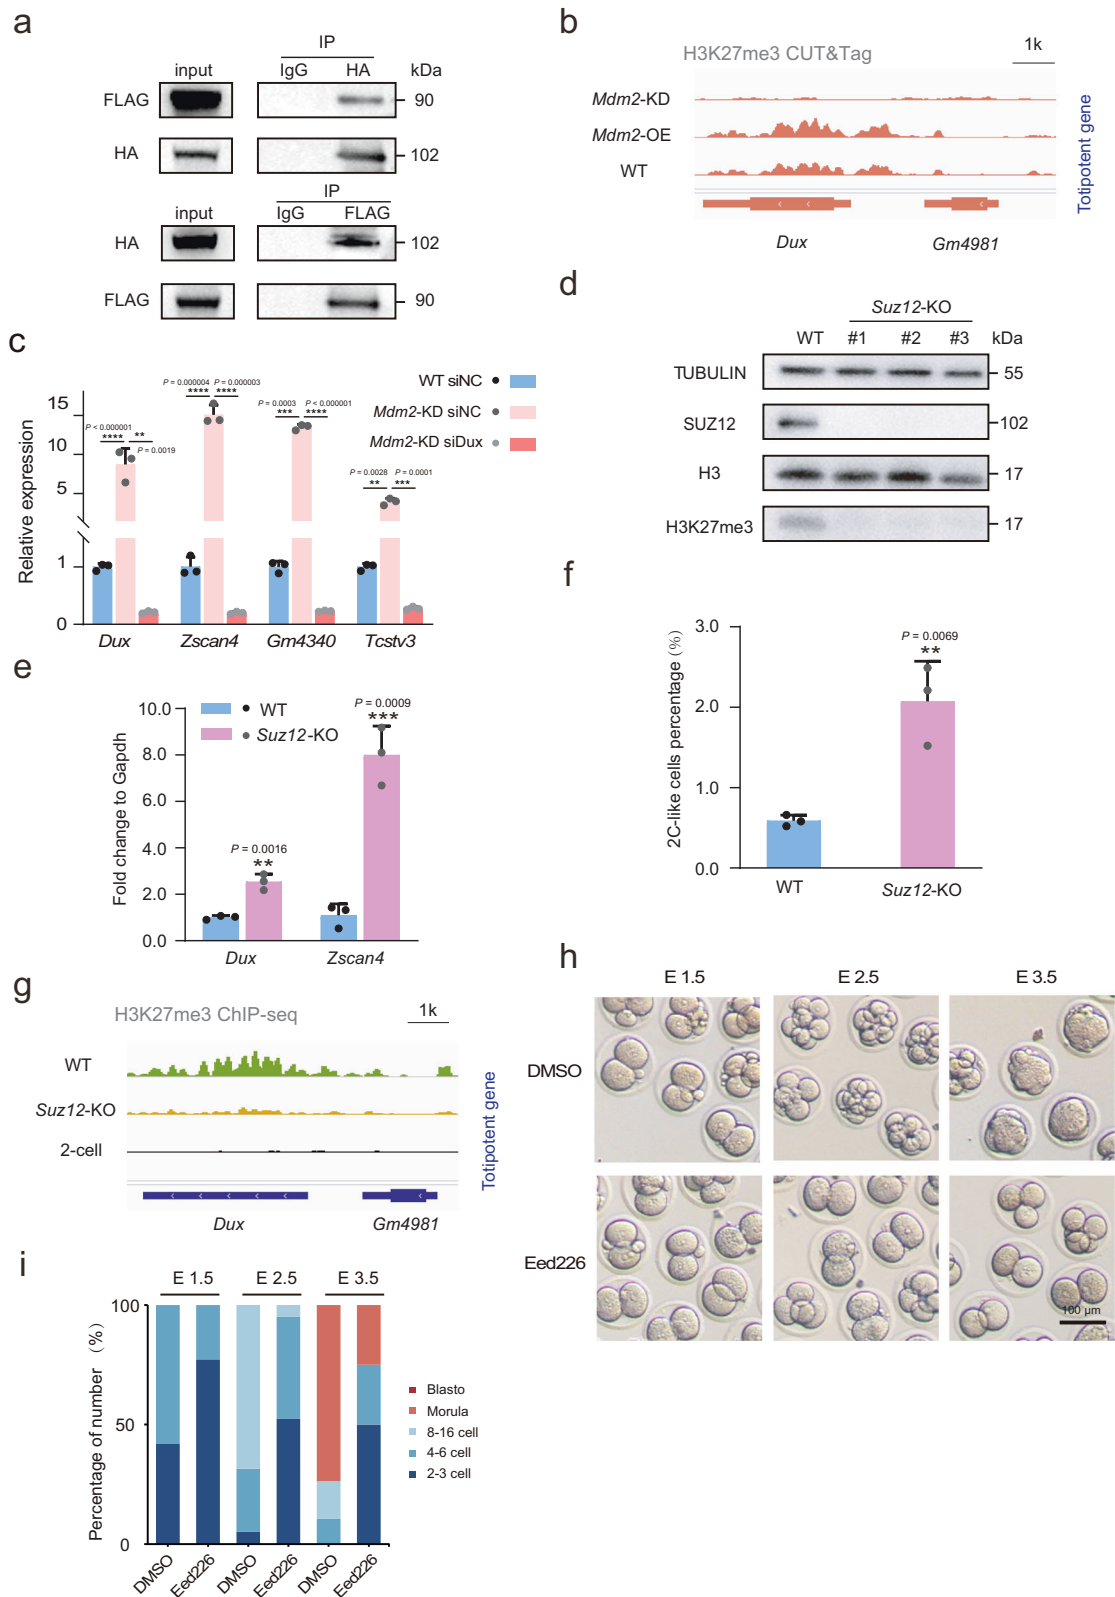 a
IP
input
IgG
HA
kDa
FLAG
90
HA
102
IP
input
IgG
FLAG
HA
102
FLAG
90
b
H3K27me3 CUT&Tag
1k
Mdm2-KD
Mdm2-OE
WT
Totipotent gene
Dux
Gm4981
c
WT siNC
Mdm2-KD siNC
Mdm2-KD siDux
Relative expression
15
10
5
1
0
P < 0.000001
****
**
P = 0.0019
P = 0.000004
****
P = 0.000003
****
P = 0.0003
***
P < 0.000001
****
P = 0.0028
**
P = 0.0001
***
Dux
Zscan4
Gm4340
Tcstv3
d
Suz12-KO
WT
#1
#2
#3
kDa
TUBULIN
55
SUZ12
102
H3
17
H3K27me3
17
e
WT
Suz12-KO
Fold change to Gapdh
10.0
8.0
6.0
4.0
2.0
0.0
P = 0.0016
**
P = 0.0009
***
Dux
Zscan4
f
2C-like cells percentage (%)
3.0
2.0
1.0
0.0
P = 0.0069
**
WT
Suz12-KO
g
H3K27me3 ChIP-seq
1k
WT
Suz12-KO
2-cell
Totipotent gene
Dux
Gm4981
h
E 1.5
E 2.5
E 3.5
DMSO
Eed226
100 μm
i
E 1.5
E 2.5
E 3.5
Percentage of number (%)
100
50
0
Blasto
Morula
8-16 cell
4-6 cell
2-3 cell
DMSO
Eed226
DMSO
Eed226
DMSO
Eed226